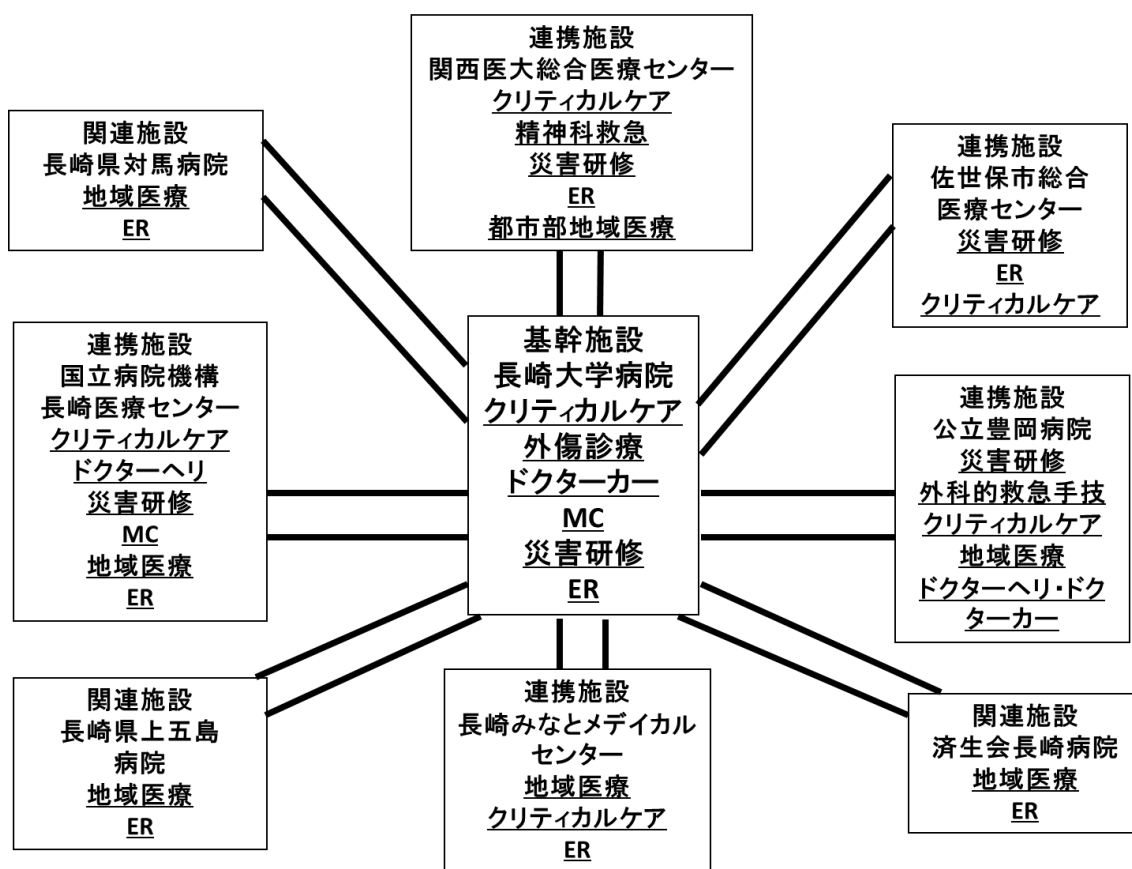 連携施設
関西医大総合医療センター
クリティカルケア
精神科救急
災害研修
ER
都市部地域医療
関連施設
長崎県対馬病院
地域医療
ER
連携施設
佐世保市総合
医療センター
災害研修
ER
クリティカルケア
連携施設
国立病院機構
長崎医療センター
クリティカルケア
ドクターヘリ
災害研修
MC
地域医療
ER
基幹施設
長崎大学病院
クリティカルケア
外傷診療
ドクターカー
MC
災害研修
ER
連携施設
公立豊岡病院
災害研修
外科的救急手技
クリティカルケア
地域医療
ドクターヘリ・ドク
ターカー
関連施設
長崎県上五島
病院
地域医療
ER
連携施設
長崎みなとメデイカル
センター
地域医療
クリティカルケア
ER
関連施設
済生会長崎病院
地域医療
ER